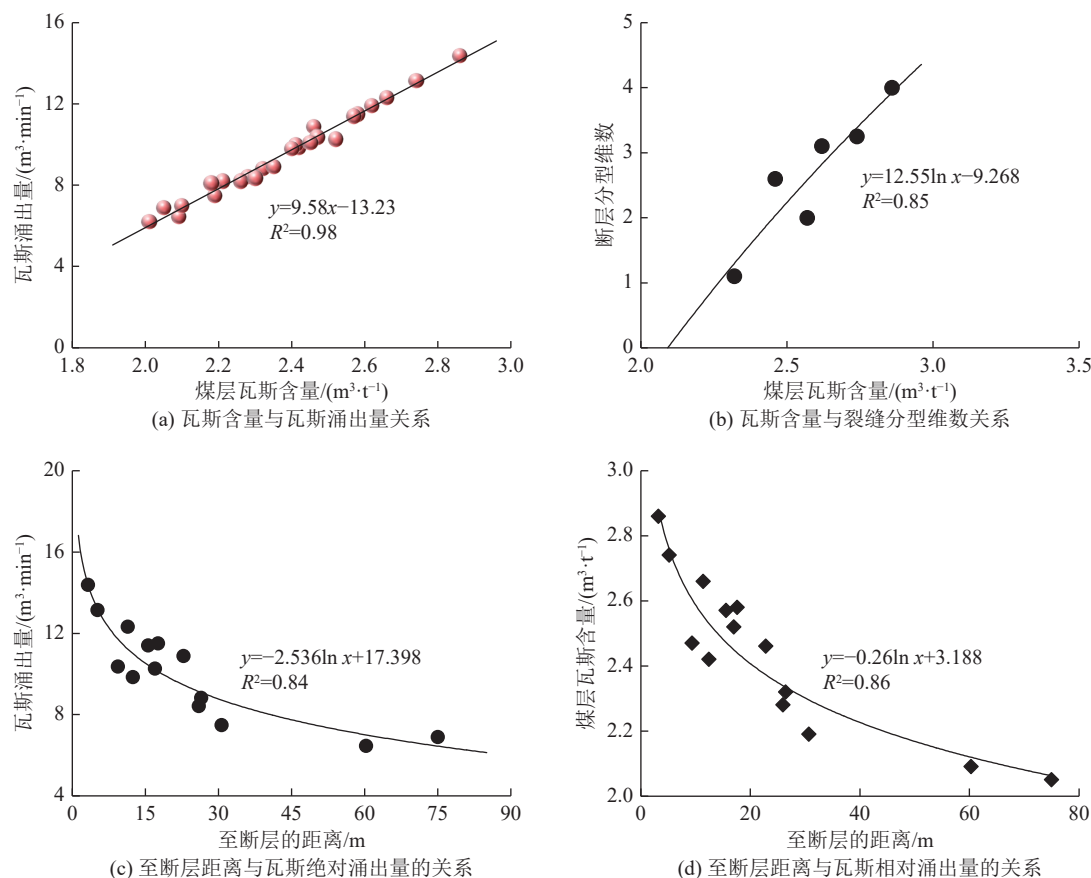 瓦斯涌出量/(m³·min⁻¹)
16
12
8
4
0
y=9.58x−13.23
R²=0.98
1.8 2.0 2.2 2.4 2.6 2.8 3.0
煤层瓦斯含量/(m³·t⁻¹)
(a) 瓦斯含量与瓦斯涌出量关系
断层分型维数
5
4
3
2
1
0
y=12.55ln x−9.268
R²=0.85
2.0 2.5 3.0 3.5
煤层瓦斯含量/(m³·t⁻¹)
(b) 瓦斯含量与裂缝分型维数关系
瓦斯涌出量/(m³·min⁻¹)
20
16
12
8
4
y=−2.536ln x+17.398
R²=0.84
0 15 30 45 60 75 90
至断层的距离/m
(c) 至断层距离与瓦斯绝对涌出量的关系
煤层瓦斯含量/(m³·t⁻¹)
3.0
2.8
2.6
2.4
2.2
2.0
y=−0.26ln x+3.188
R²=0.86
0 20 40 60 80
至断层的距离/m
(d) 至断层距离与瓦斯相对涌出量的关系